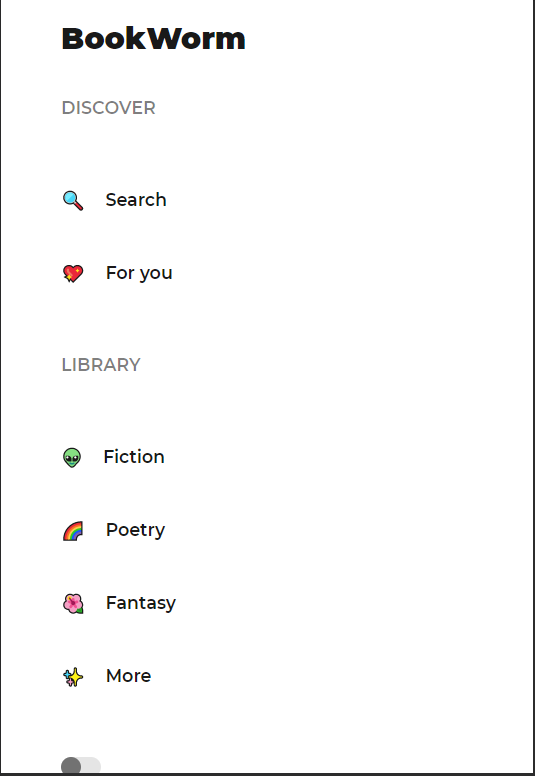 BookWorm
DISCOVER
Search
For you
LIBRARY
Fiction
Poetry
Fantasy
More